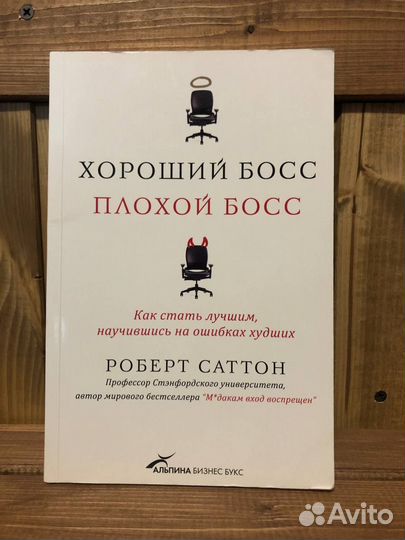 ХОРОШИЙ БОСС
ПЛОХОЙ БОСС
Как стать лучшим,
научившись на ошибках худших
РОБЕРТ САТТОН
Профессор Стэнфордского университета,
автор мирового бестселлера "М*дакам вход воспрещен"
АЛЬПИНА БИЗНЕС БУКС
Avito